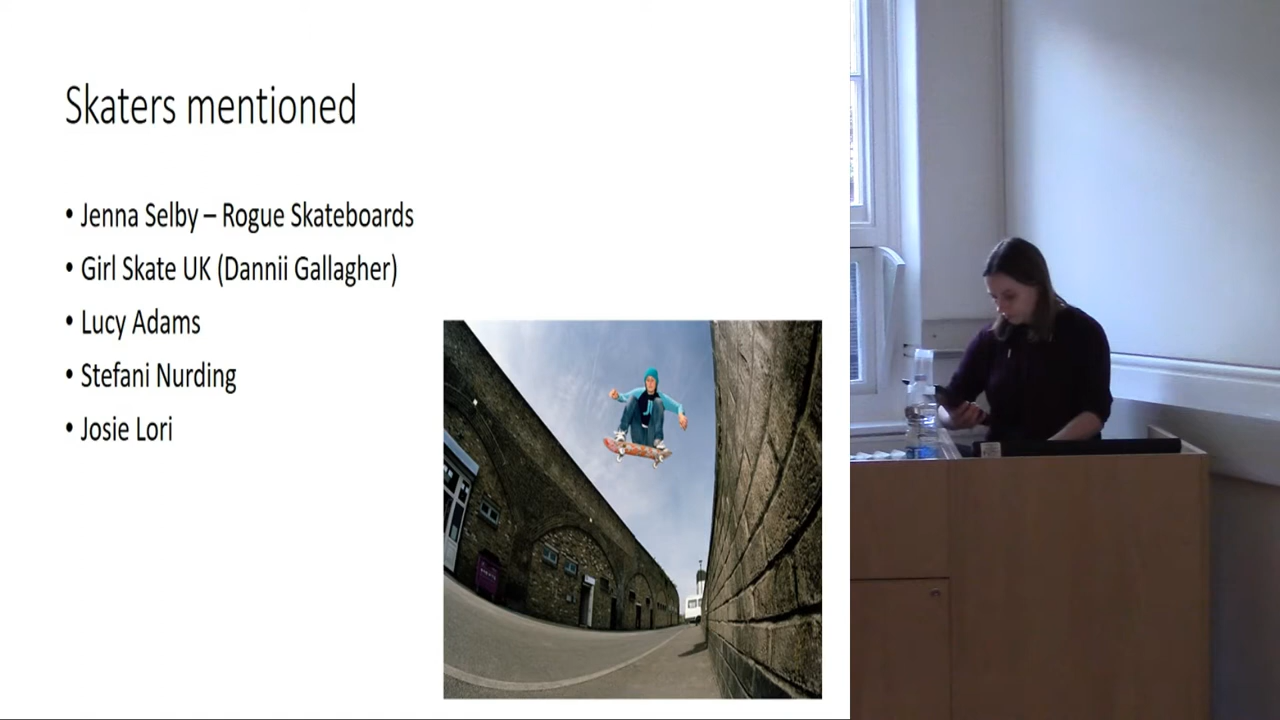 Skaters mentioned
• Jenna Selby – Rogue Skateboards
• Girl Skate UK (Dannii Gallagher)
• Lucy Adams
• Stefani Nurding
• Josie Lori